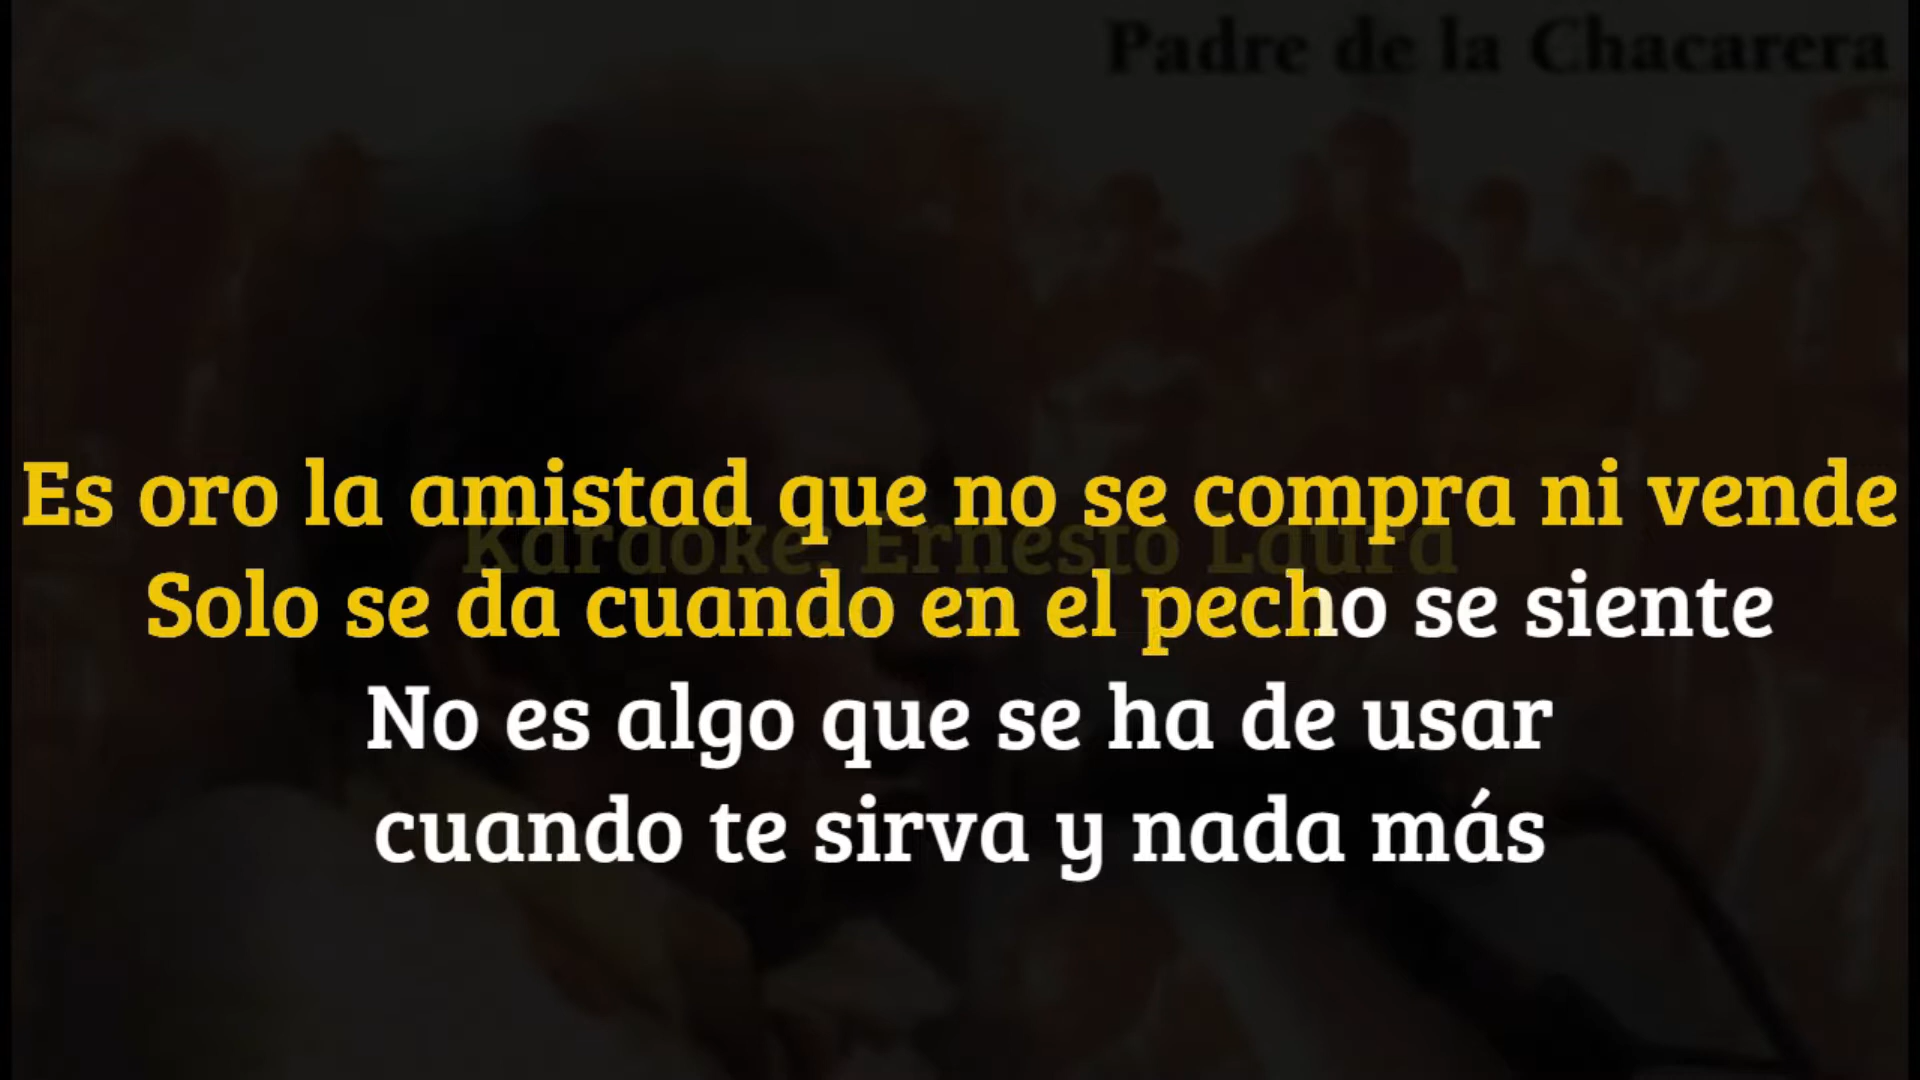 Padre de la Chacarera
Es oro la amistad que no se compra ni vende
Karaoke: Ernesto Laura
Solo se da cuando en el pecho se siente
No es algo que se ha de usar
cuando te sirva y nada más